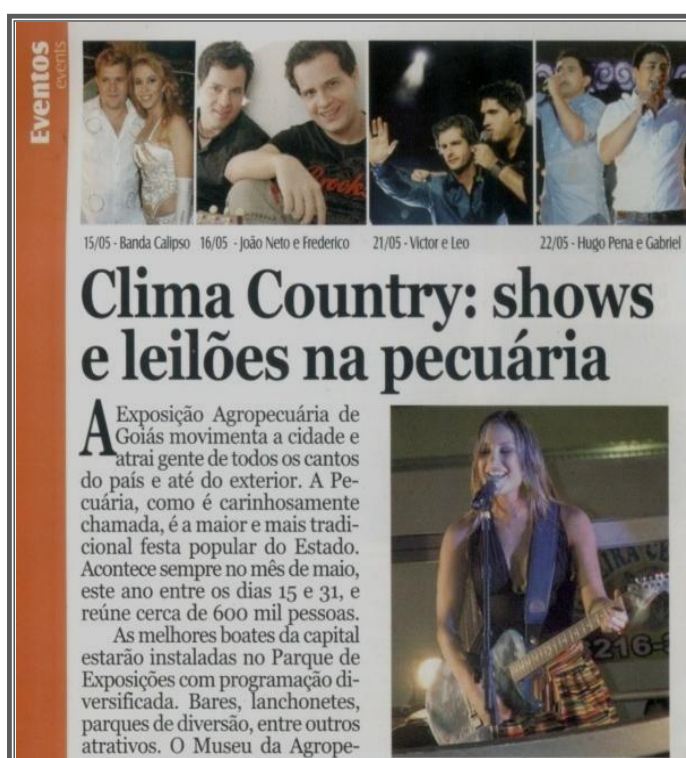 Eventos
events
15/05 - Banda Calipso 16/05 - João Neto e Frederico 21/05 - Victor e Leo 22/05 - Hugo Pena e Gabriel
Clima Country: shows
e leilões na pecuária
A Exposição Agropecuária de
Goiás movimenta a cidade e
atrai gente de todos os cantos
do país e até do exterior. A Pe-
cuária, como é carinhosamente
chamada, é a maior e mais tradi-
cional festa popular do Estado.
Acontece sempre no mês de maio,
este ano entre os dias 15 e 31, e
reúne cerca de 600 mil pessoas.
As melhores boates da capital
estarão instaladas no Parque de
Exposições com programação di-
versificada. Bares, lanchonetes,
parques de diversão, entre outros
atrativos. O Museu da Agrope-